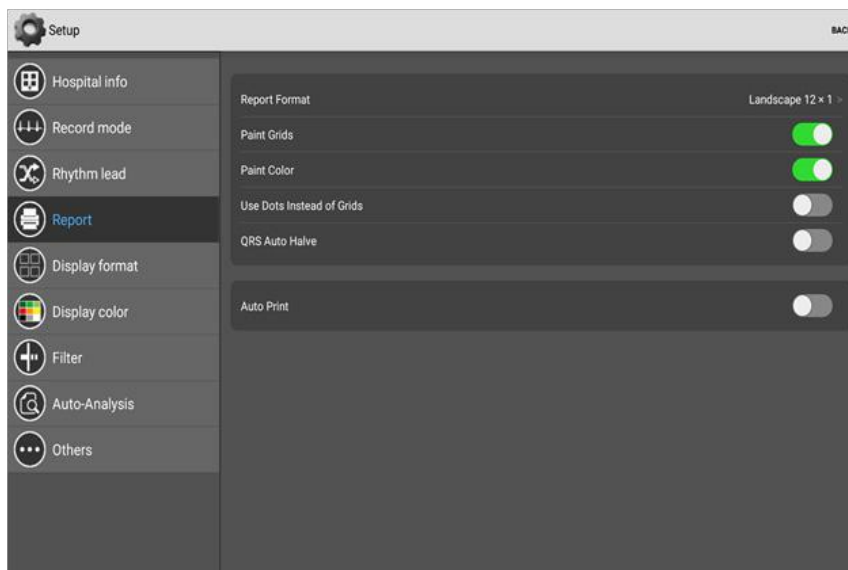 Setup
BAC
Hospital info
Record mode
Rhythm lead
Report
Display format
Display color
Filter
Auto-Analysis
Others
Report Format
Landscape 12 × 1 >
Paint Grids
Paint Color
Use Dots Instead of Grids
QRS Auto Halve
Auto Print